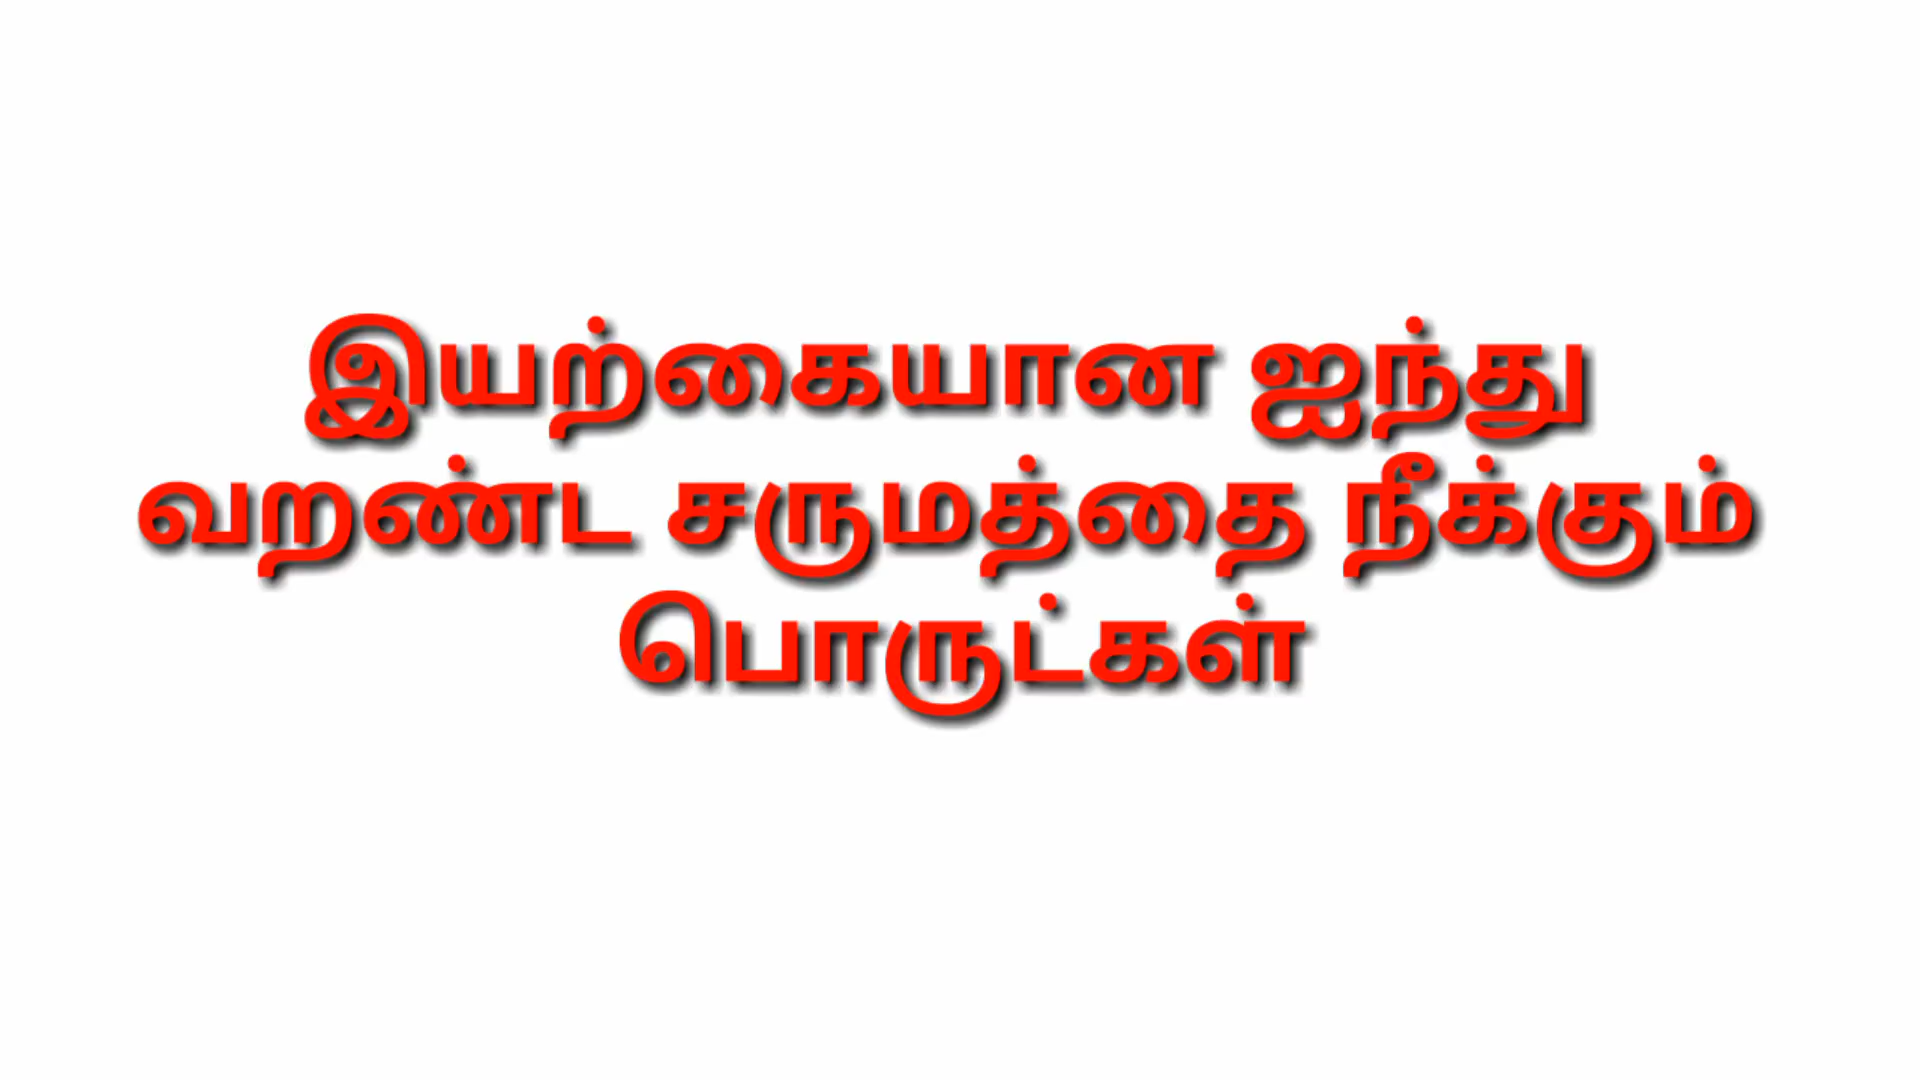 இயற்கையான ஐந்து
வறண்ட சருமத்தை நீக்கும்
பொருட்கள்